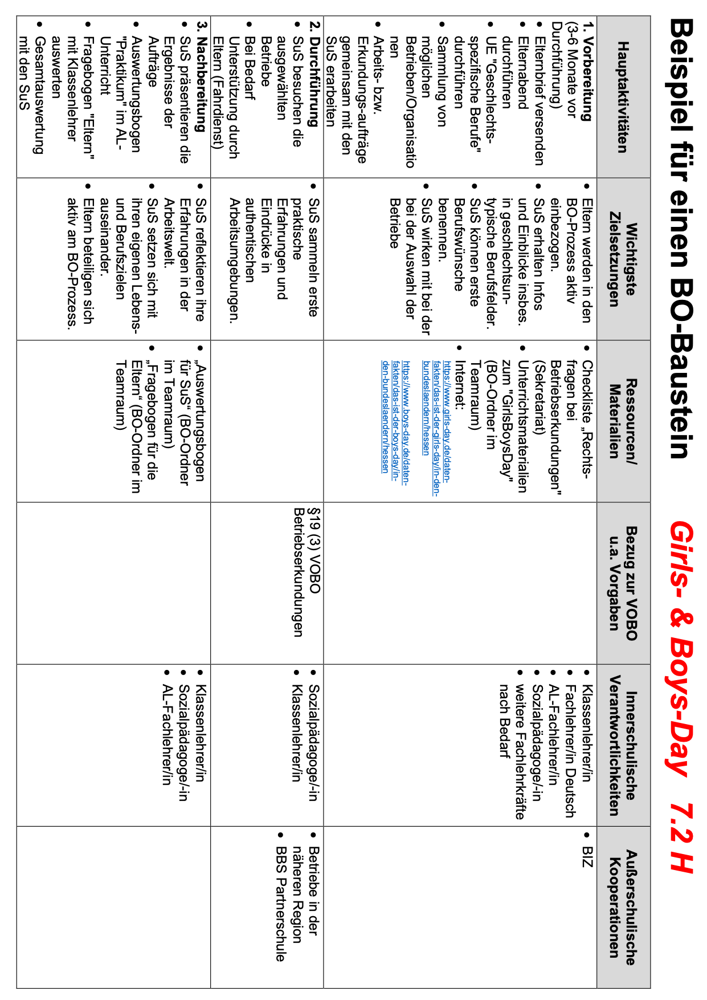 Beispiel für einen BO-Baustein Girls- & Boys-Day 7.2 H
Hauptaktivitäten
Wichtigste
Zielsetzungen
Ressourcen/
Materialien
Bezug zur VOBO
u.a. Vorgaben
Innerschulische
Verantwortlichkeiten
Außerschulische
Kooperationen
1. Vorbereitung
(3-6 Monate vor
Durchführung)
• Elternbrief versenden
• Elternabend
durchführen
• UE "Geschlechts-
spezifische Berufe"
durchführen
• Sammlung von
möglichen
Betrieben/Organisatio
nen
• Arbeits- bzw.
Erkundungs-aufträge
gemeinsam mit den
SuS erarbeiten
• Eltern werden in den
BO-Prozess aktiv
einbezogen.
• SuS erhalten Infos
und Einblicke insbes.
in geschlechtsun-
typische Berufsfelder.
• SuS können erste
Berufswünsche
benennen.
• SuS wirken mit bei der
bei der Auswahl der
Betriebe
• Checkliste „Rechts-
fragen bei
Betriebserkundungen"
(Sekretariat)
• Unterrichtsmaterialien
zum "GirlsBoysDay"
(BO-Ordner im
Teamraum)
• Internet:
https://www.girls-day.de/daten-
fakten/das-ist-der-girls-day/in-den-
bundeslaendern/hessen
https://www.boys-day.de/daten-
fakten/das-ist-der-boys-day/in-
den-bundeslaendern/hessen
• Klassenlehrer/in
• Fachlehrer/in Deutsch
• AL-Fachlehrer/in
• Sozialpädagoge/-in
• weitere Fachlehrkräfte
nach Bedarf
• BIZ
2. Durchführung
• SuS besuchen die
ausgewählten
Betriebe
• Bei Bedarf
Unterstützung durch
Eltern (Fahrdienst)
• SuS sammeln erste
praktische
Erfahrungen und
Eindrücke in
authentischen
Arbeitsumgebungen.
§19 (3) VOBO
Betriebserkundungen
• Sozialpädagoge/-in
• Klassenlehrer/in
• Betriebe in der
näheren Region
• BBS Partnerschule
3. Nachbereitung
• SuS präsentieren die
Ergebnisse der
Aufträge
• Auswertungsbogen
"Praktikum" im AL-
Unterricht
• Fragebogen "Eltern"
mit Klassenlehrer
auswerten
• Gesamtauswertung
mit den SuS
• SuS reflektieren ihre
Erfahrungen in der
Arbeitswelt.
• SuS setzen sich mit
ihren eigenen Lebens-
und Berufszielen
auseinander.
• Eltern beteiligen sich
aktiv am BO-Prozess.
• „Auswertungsbogen
für SuS“ (BO-Ordner
im Teamraum)
• „Fragebogen für die
Eltern“ (BO-Ordner im
Teamraum)
• Klassenlehrer/in
• Sozialpädagoge/-in
• AL-Fachlehrer/in